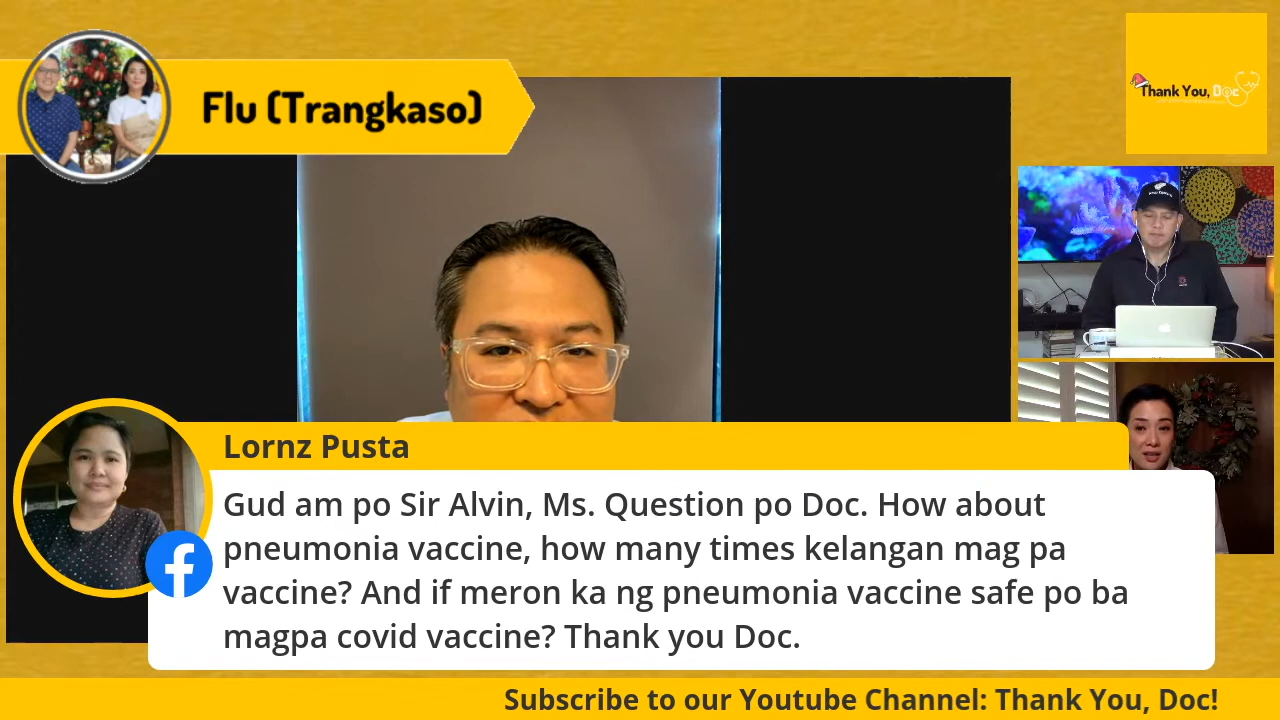 Flu (Trangkaso)
Thank You, Doc
Lornz Pusta
Gud am po Sir Alvin, Ms. Question po Doc. How about
pneumonia vaccine, how many times kelangan mag pa
vaccine? And if meron ka ng pneumonia vaccine safe po ba
magpa covid vaccine? Thank you Doc.
Subscribe to our Youtube Channel: Thank You, Doc!